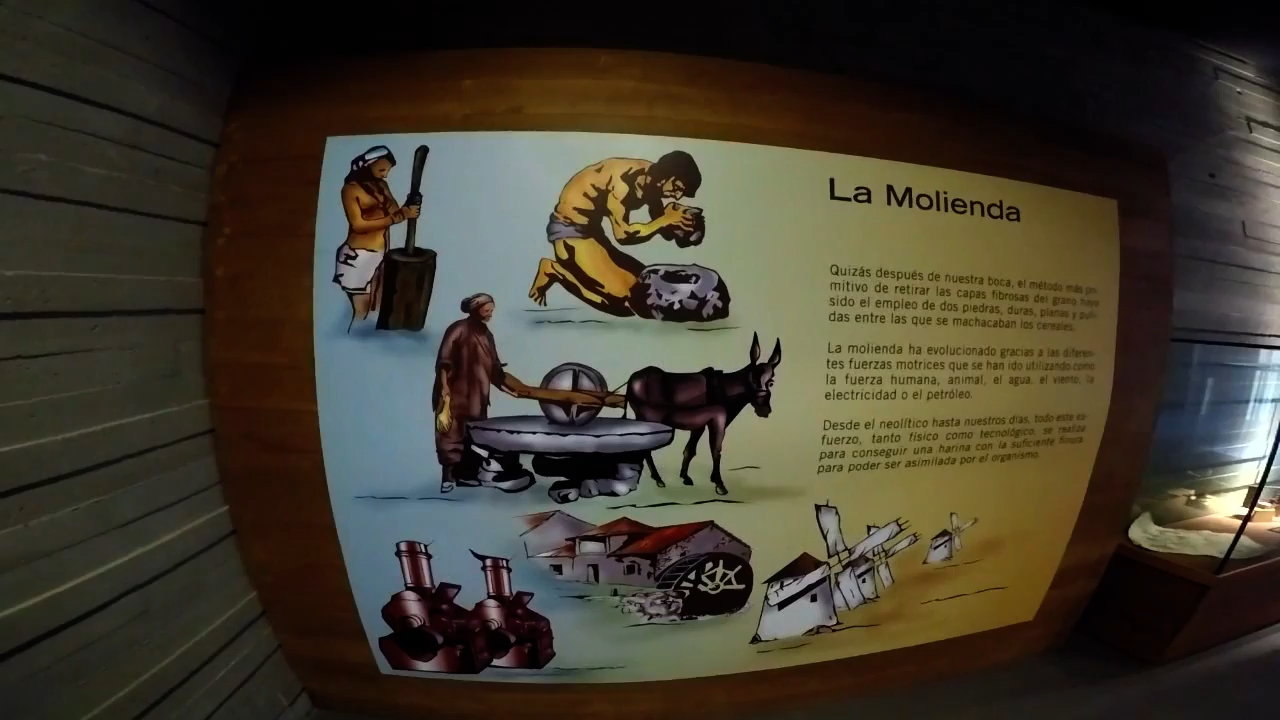 La Molienda
Quizás después de nuestra boca, el método más pri-
mitivo de retirar las capas fibrosas del grano haya
sido el empleo de dos piedras, duras, planas y puli-
das entre las que se machacaban los cereales.
La molienda ha evolucionado gracias a las diferen-
tes fuerzas motrices que se han ido utilizando como
la fuerza humana, animal, el agua, el viento, la
electricidad o el petróleo.
Desde el neolítico hasta nuestros días, todo este es-
fuerzo, tanto físico como tecnológico, se realiza
para conseguir una harina con la suficiente finura
para poder ser asimilada por el organismo.